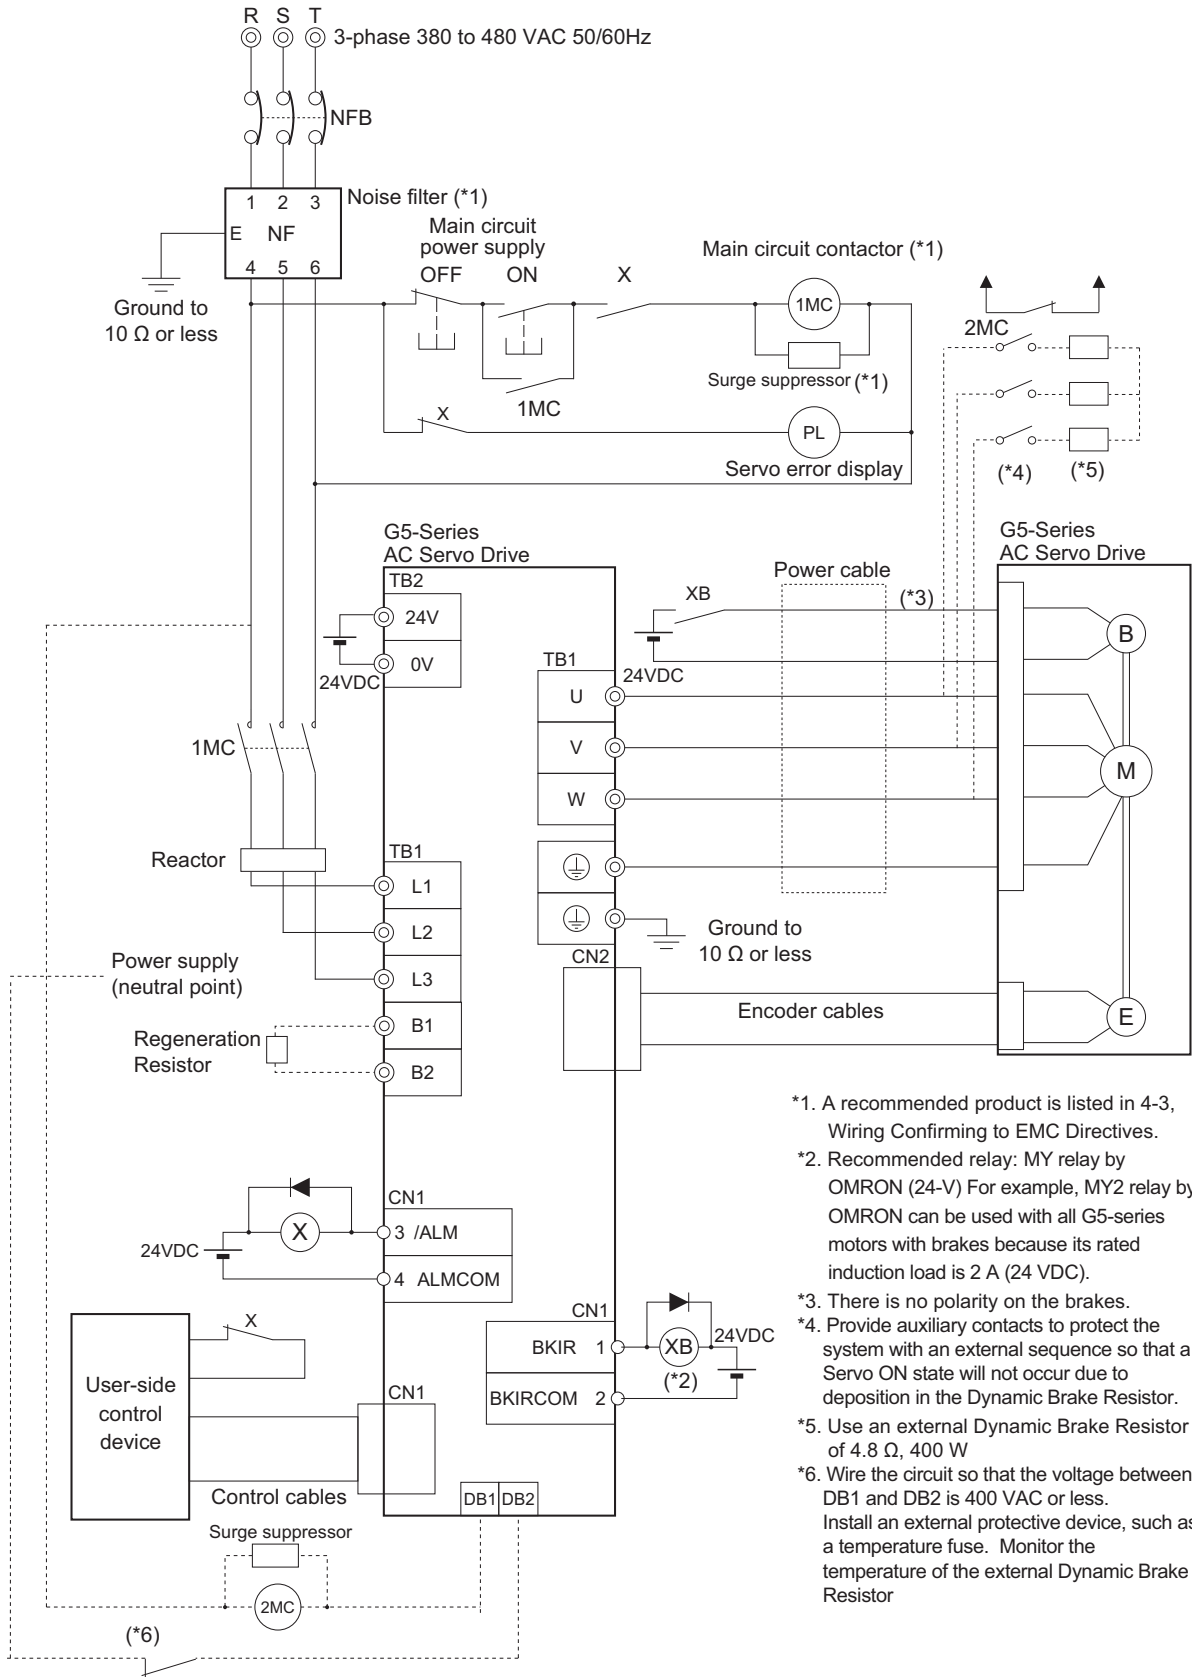 R S T
3-phase 380 to 480 VAC 50/60Hz
NFB
1 2 3
Noise filter (*1)
E NF
4 5 6
Ground to
10 Ω or less
Main circuit
power supply
OFF ON X
Main circuit contactor (*1)
1MC
Surge suppressor (*1)
1MC
X
PL
Servo error display
2MC
(*4) (*5)
G5-Series
AC Servo Drive
TB2
24V
0V
24VDC
1MC
Reactor
TB1
L1
L2
L3
B1
B2
Power supply
(neutral point)
Regeneration
Resistor
TB1
U
V
W
XB
24VDC
Power cable
(*3)
G5-Series
AC Servo Drive
B
M
E
Ground to
10 Ω or less
CN2
Encoder cables
CN1
3 /ALM
4 ALMCOM
X
24VDC
X
User-side
control
device
CN1
Control cables
CN1
BKIR 1
BKIRCOM 2
XB
(*2)
24VDC
DB1 DB2
Surge suppressor
2MC
(*6)
*1. A recommended product is listed in 4-3,
Wiring Confirming to EMC Directives.
*2. Recommended relay: MY relay by
OMRON (24-V) For example, MY2 relay by
OMRON can be used with all G5-series
motors with brakes because its rated
induction load is 2 A (24 VDC).
*3. There is no polarity on the brakes.
*4. Provide auxiliary contacts to protect the
system with an external sequence so that a
Servo ON state will not occur due to
deposition in the Dynamic Brake Resistor.
*5. Use an external Dynamic Brake Resistor
of 4.8 Ω, 400 W
*6. Wire the circuit so that the voltage between
DB1 and DB2 is 400 VAC or less.
Install an external protective device, such as
a temperature fuse. Monitor the
temperature of the external Dynamic Brake
Resistor